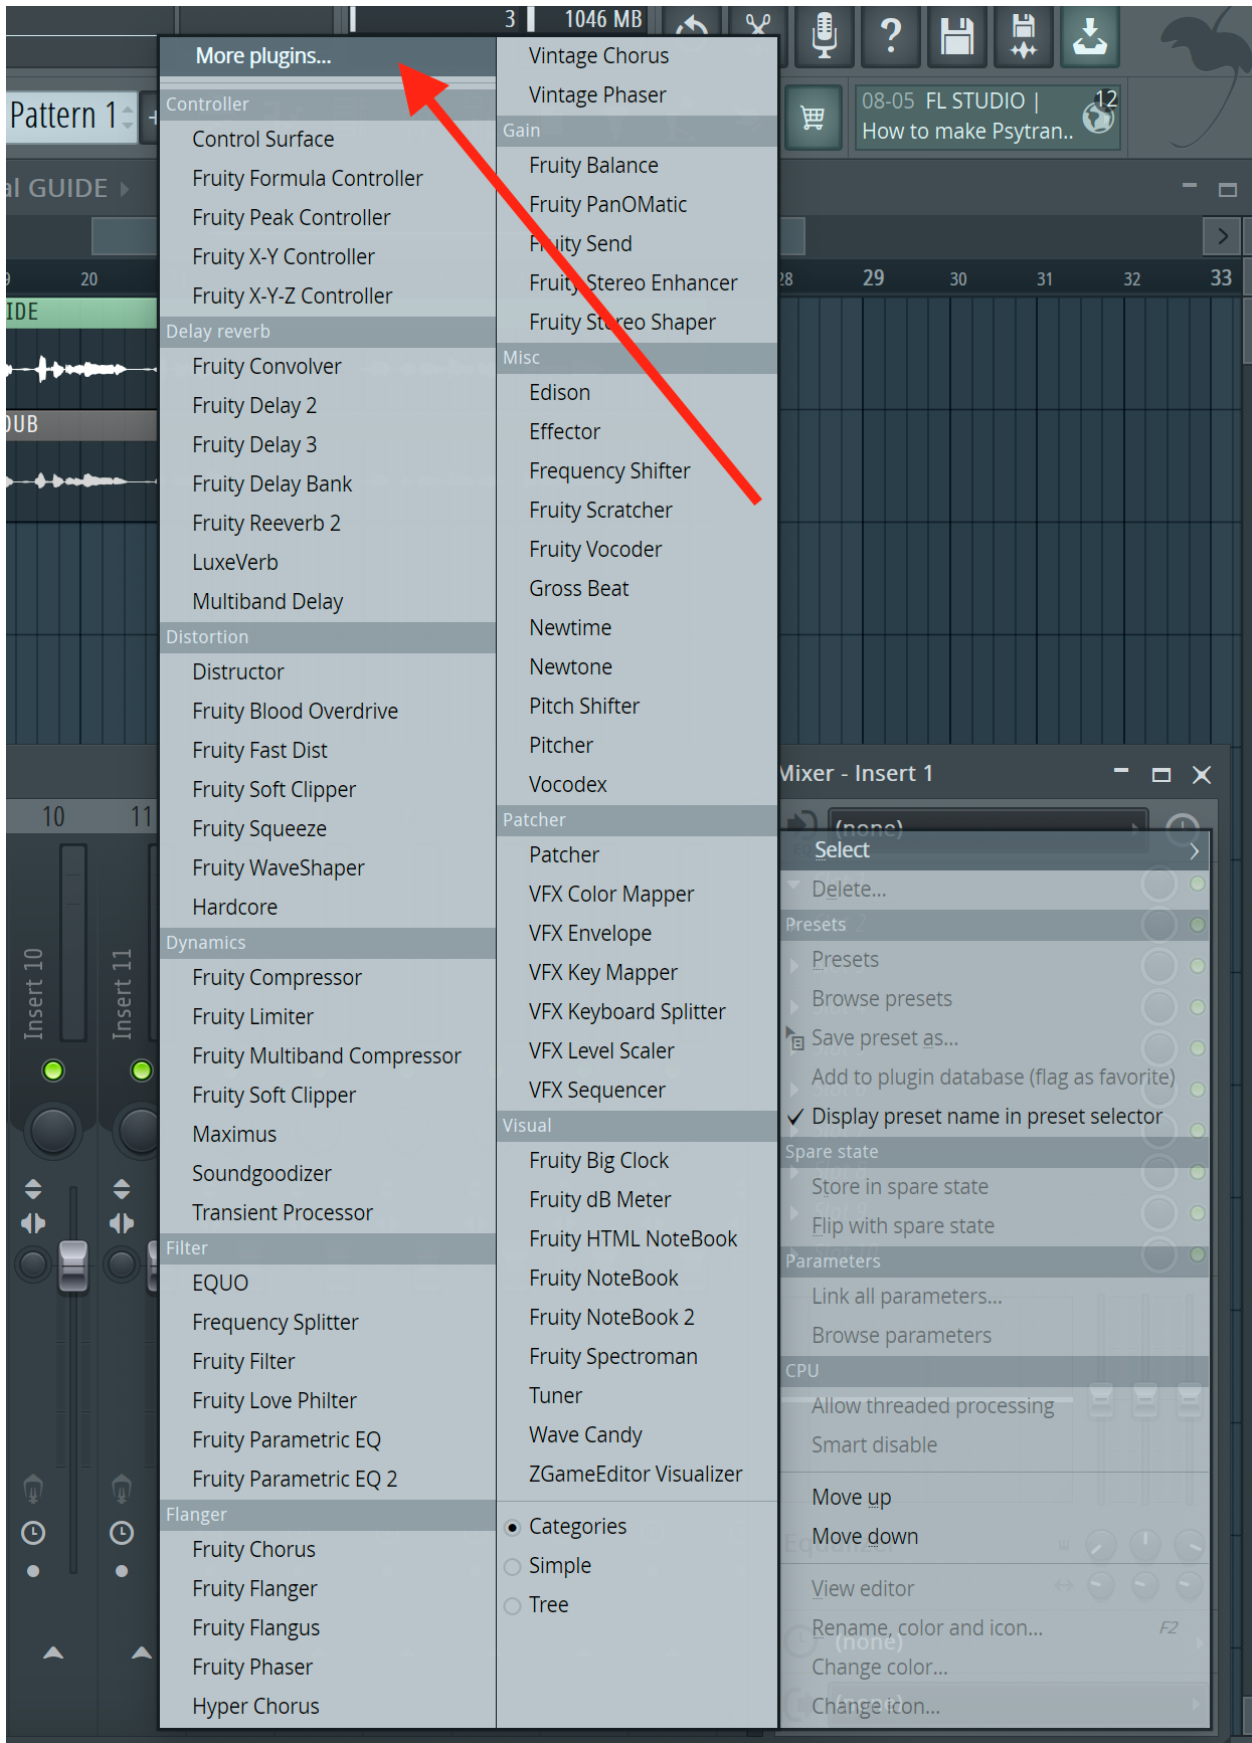 3
1046 MB
Pattern 1
08-05 FL STUDIO |
How to make Psytran..
12
al GUIDE
20
28
29
30
31
32
33
IDE
DUB
More plugins...
Controller
Control Surface
Fruity Formula Controller
Fruity Peak Controller
Fruity X-Y Controller
Fruity X-Y-Z Controller
Delay reverb
Fruity Convolver
Fruity Delay 2
Fruity Delay 3
Fruity Delay Bank
Fruity Reeverb 2
LuxeVerb
Multiband Delay
Distortion
Distructor
Fruity Blood Overdrive
Fruity Fast Dist
Fruity Soft Clipper
Fruity Squeeze
Fruity WaveShaper
Hardcore
Dynamics
Fruity Compressor
Fruity Limiter
Fruity Multiband Compressor
Fruity Soft Clipper
Maximus
Soundgoodizer
Transient Processor
Filter
EQUO
Frequency Splitter
Fruity Filter
Fruity Love Philter
Fruity Parametric EQ
Fruity Parametric EQ 2
Flanger
Fruity Chorus
Fruity Flanger
Fruity Flangus
Fruity Phaser
Hyper Chorus
Vintage Chorus
Vintage Phaser
Gain
Fruity Balance
Fruity PanOMatic
Fruity Send
Fruity Stereo Enhancer
Fruity Stereo Shaper
Misc
Edison
Effector
Frequency Shifter
Fruity Scratcher
Fruity Vocoder
Gross Beat
Newtime
Newtone
Pitch Shifter
Pitcher
Vocodex
Patcher
Patcher
VFX Color Mapper
VFX Envelope
VFX Key Mapper
VFX Keyboard Splitter
VFX Level Scaler
VFX Sequencer
Visual
Fruity Big Clock
Fruity dB Meter
Fruity HTML NoteBook
Fruity NoteBook
Fruity NoteBook 2
Fruity Spectroman
Tuner
Wave Candy
ZGameEditor Visualizer
Categories
Simple
Tree
10
11
Insert 10
Insert 11
Mixer - Insert 1
(none)
Select
Delete...
Presets
Presets
Browse presets
Save preset as...
Add to plugin database (flag as favorite)
Display preset name in preset selector
Spare state
Store in spare state
Flip with spare state
Parameters
Link all parameters...
Browse parameters
CPU
Allow threaded processing
Smart disable
Move up
Move down
Equalizer
View editor
Rename, color and icon... F2
(none)
Change color...
Change icon...